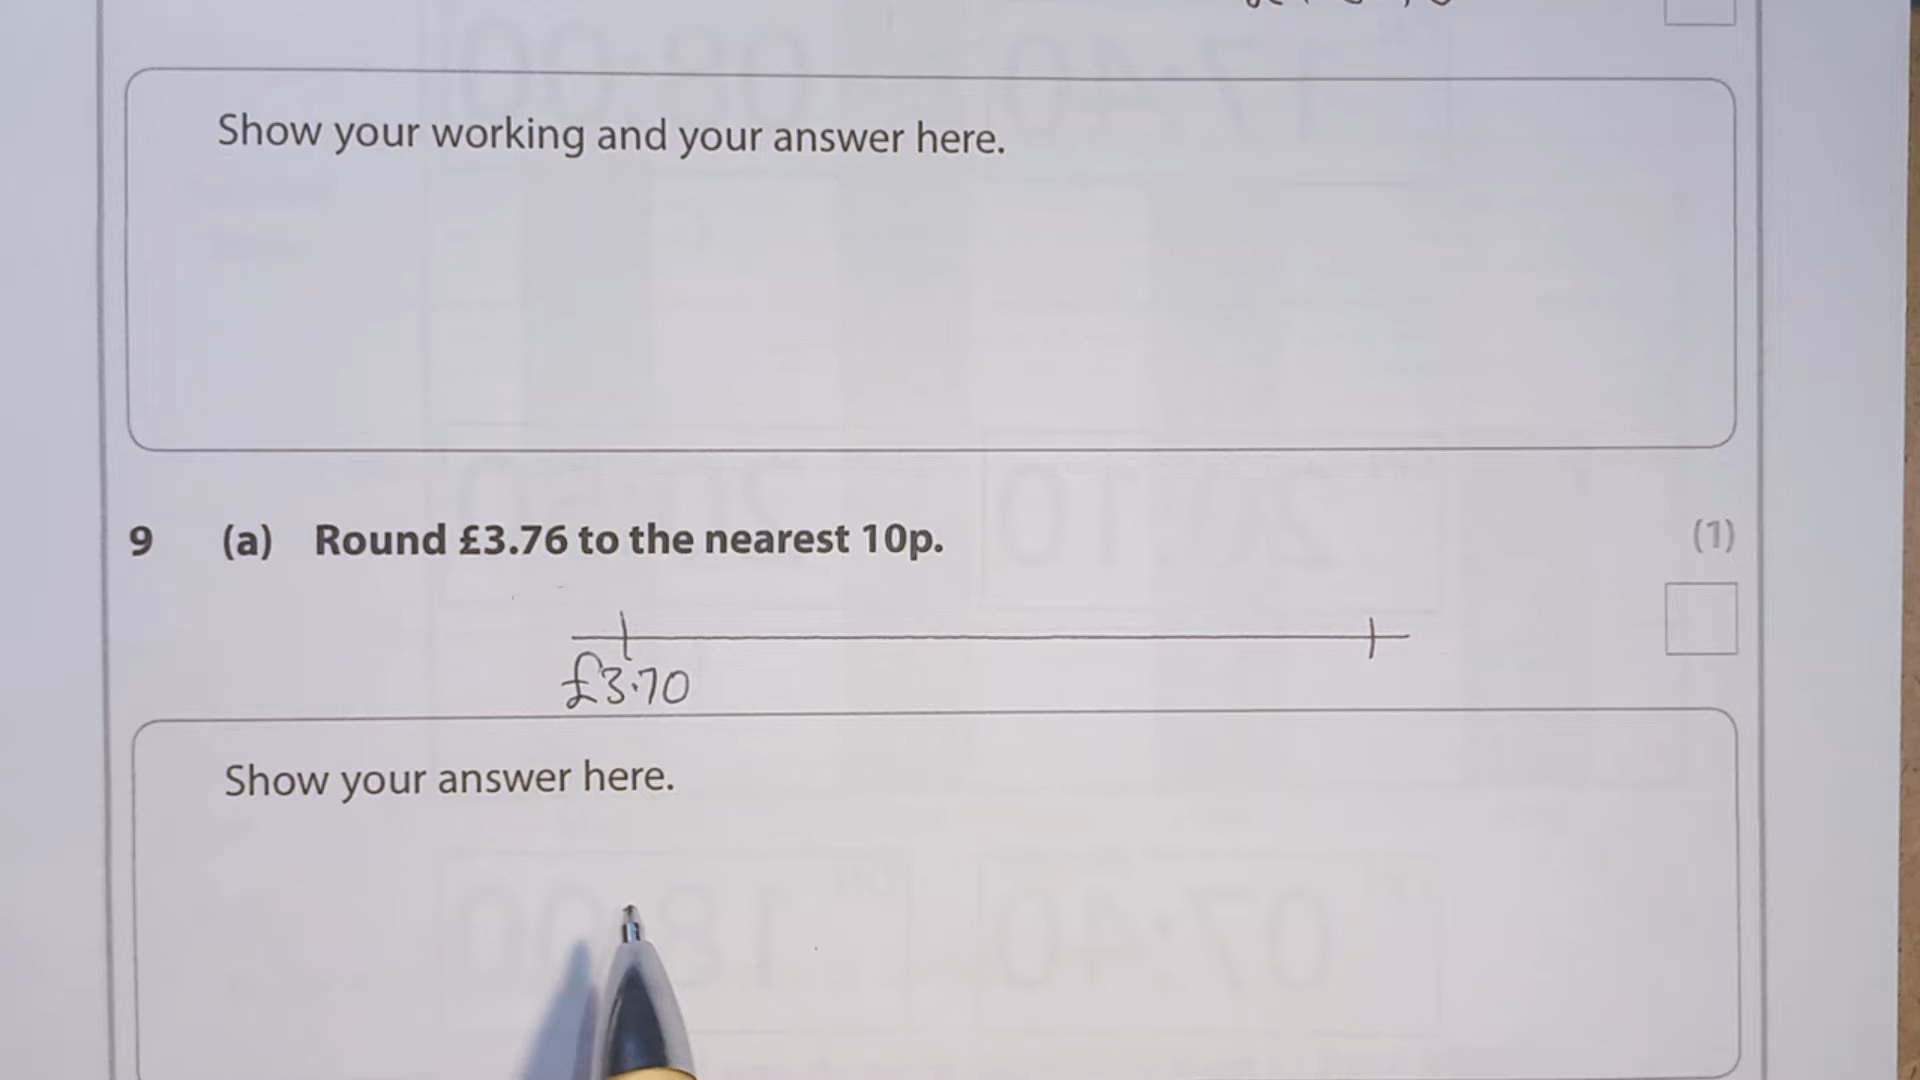 Show your working and your answer here.
9 (a) Round £3.76 to the nearest 10p. (1)
£3.70
Show your answer here.